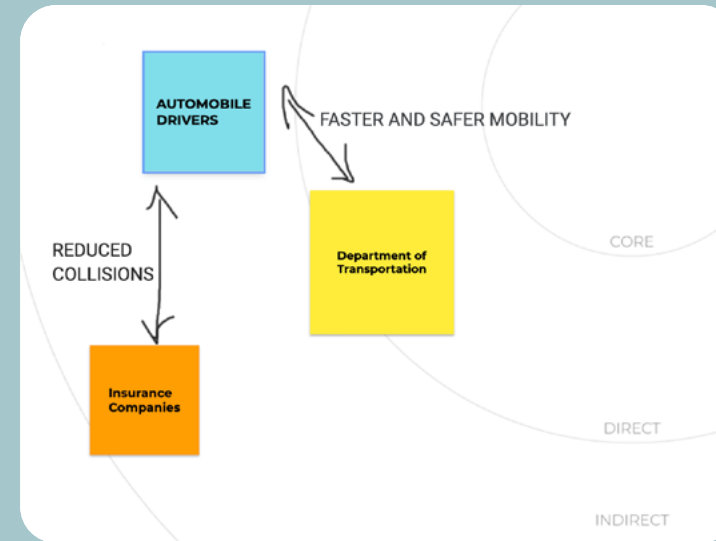 AUTOMOBILE
DRIVERS
FASTER AND SAFER MOBILITY
REDUCED
COLLISIONS
Department of
Transportation
CORE
Insurance
Companies
DIRECT
INDIRECT